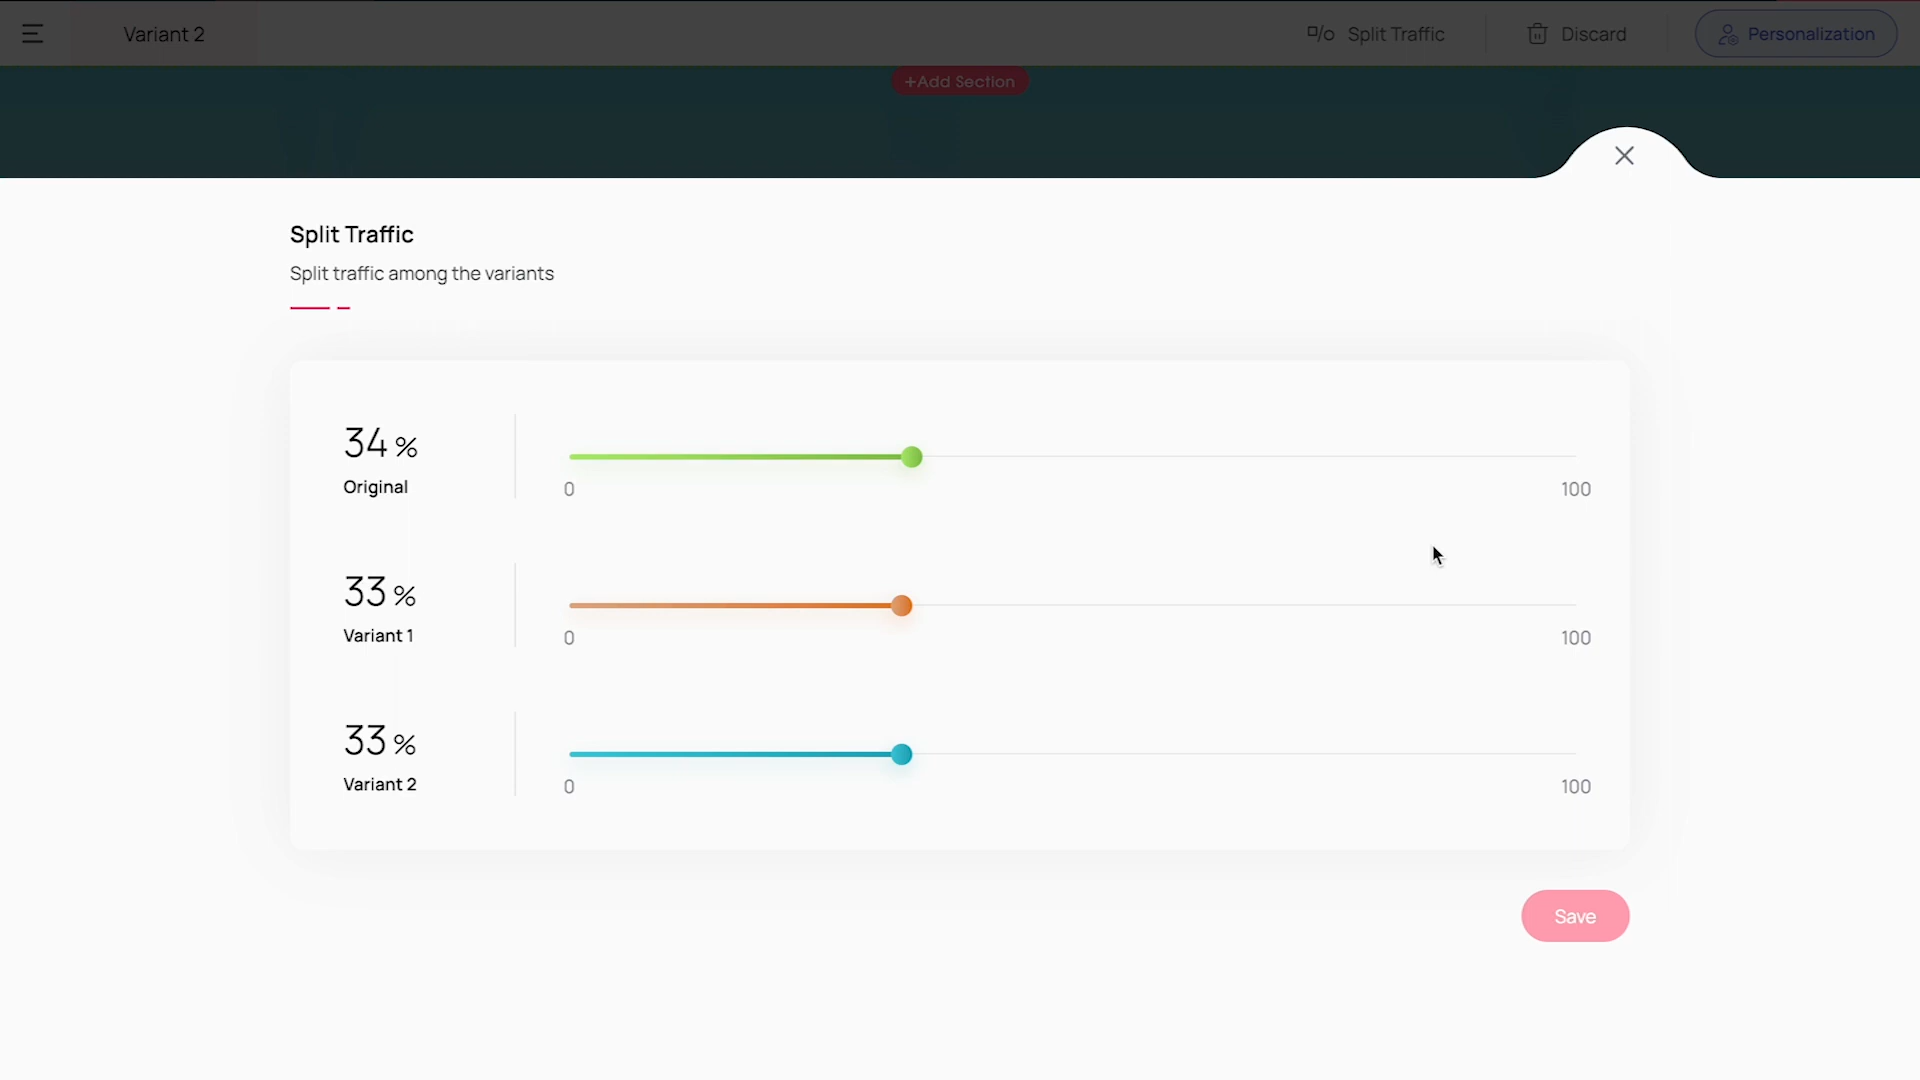 Variant 2
Split Traffic
Discard
Personalization
+Add Section
Split Traffic
Split traffic among the variants
34 %
Original
0
100
33 %
Variant 1
0
100
33 %
Variant 2
0
100
Save